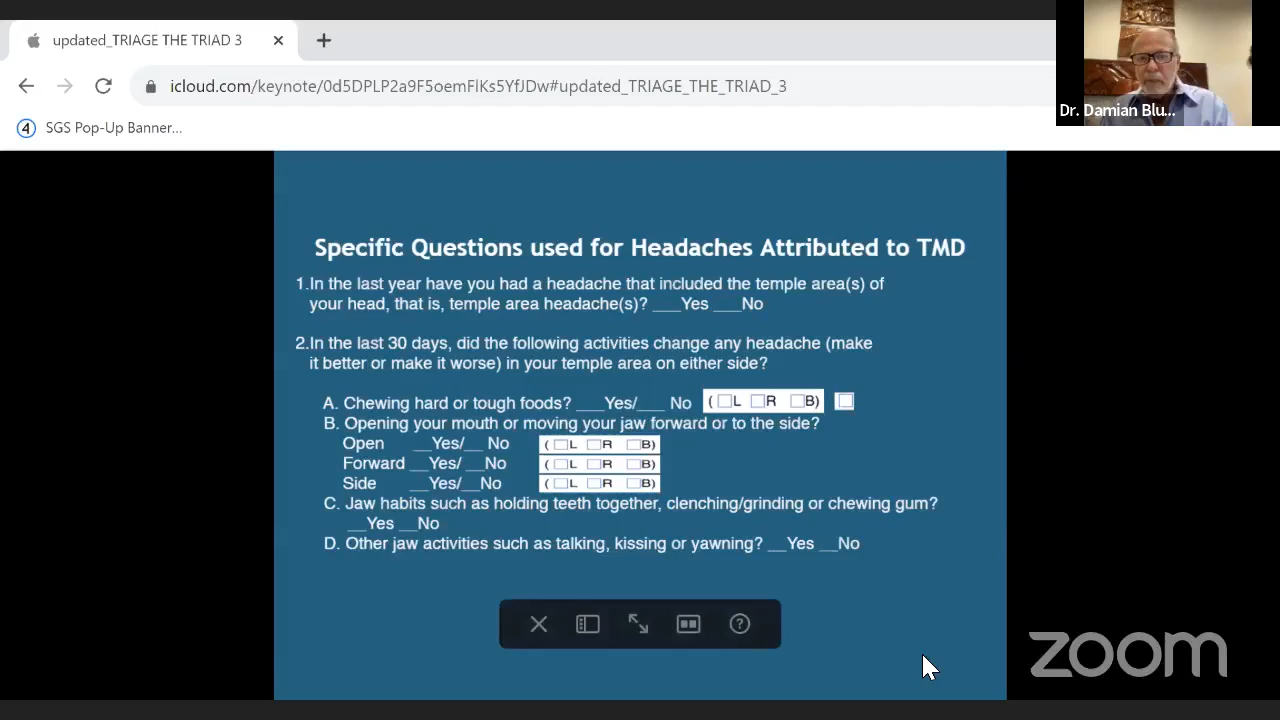 updated_TRIAGE THE TRIAD 3
icloud.com/keynote/0d5DPLP2a9F5oemFlKs5YfJDw#updated_TRIAGE_THE_TRIAD_3
4 SGS Pop-Up Banner...
Dr. Damian Blu...
Specific Questions used for Headaches Attributed to TMD
1.In the last year have you had a headache that included the temple area(s) of
your head, that is, temple area headache(s)? ___Yes ___No
2.In the last 30 days, did the following activities change any headache (make
it better or make it worse) in your temple area on either side?
A. Chewing hard or tough foods? ___Yes/___ No (☐L ☐R ☐B) ☐
B. Opening your mouth or moving your jaw forward or to the side?
Open __Yes/__ No (☐L ☐R ☐B)
Forward __Yes/ __No (☐L ☐R ☐B)
Side __Yes/__No (☐L ☐R ☐B)
C. Jaw habits such as holding teeth together, clenching/grinding or chewing gum?
__Yes __No
D. Other jaw activities such as talking, kissing or yawning? __Yes __No
zoom